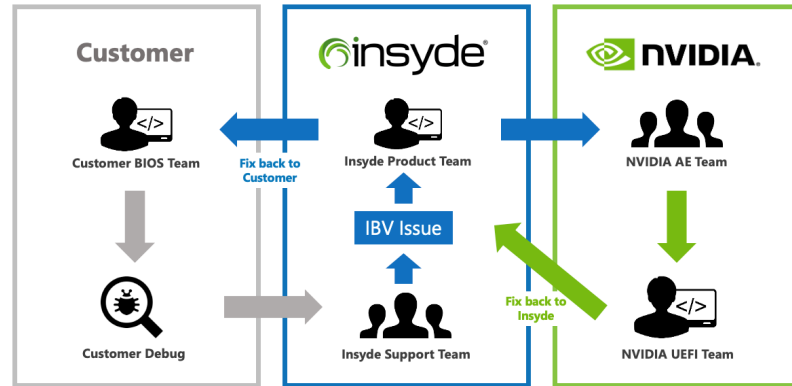 Customer
insyde®
NVIDIA.
</>
Customer BIOS Team
Fix back to
Customer
</>
Insyde Product Team
NVIDIA AE Team
IBV Issue
Customer Debug
Insyde Support Team
Fix back to
Insyde
</>
NVIDIA UEFI Team